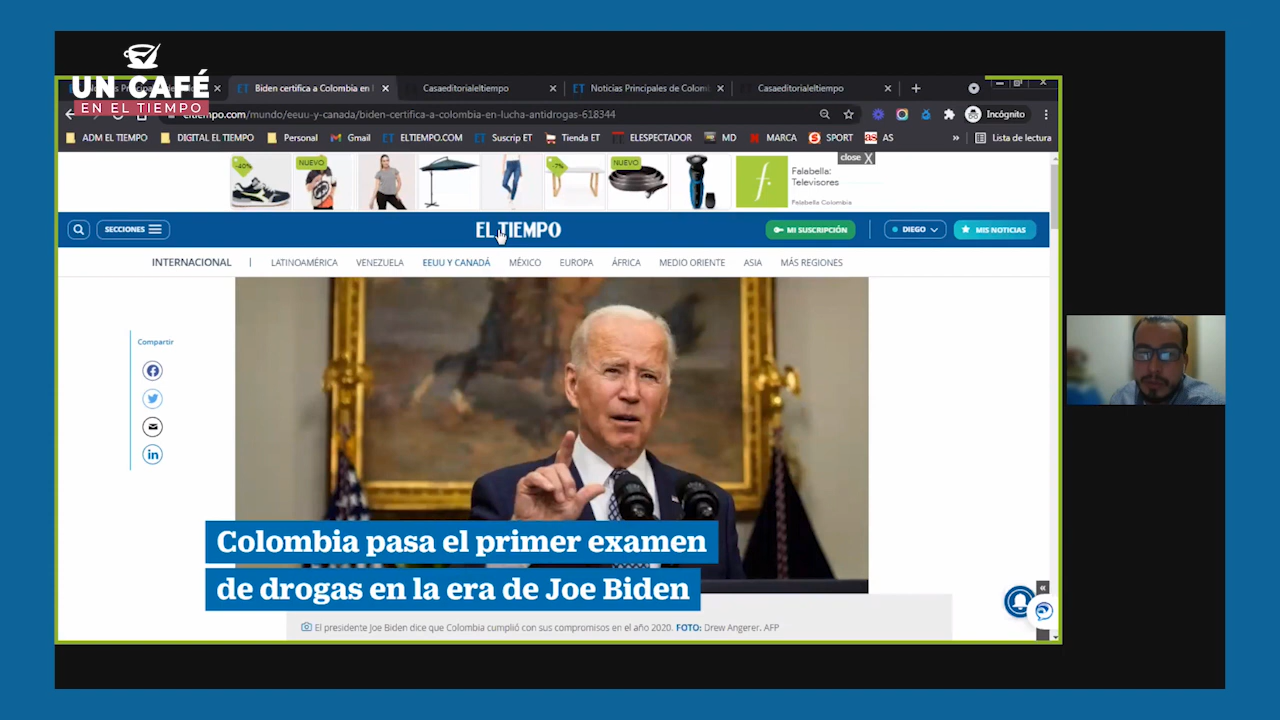 UN CAFÉ
EN EL TIEMPO
Biden certifica a Colombia en l
Casaeditorialeltiempo
Noticias Principales de Colom
Casaeditorialeltiempo
eltiempo.com/mundo/eeuu-y-canada/biden-certifica-a-colombia-en-lucha-antidrogas-618344
Incógnito
ADM EL TIEMPO
DIGITAL EL TIEMPO
Personal
Gmail
ELTIEMPO.COM
Suscrip ET
Tienda ET
ELESPECTADOR
MD
MARCA
SPORT
AS
Lista de lectura
close X
-40%
NUEVO
-7%
NUEVO
Falabella:
Televisores
Falabella Colombia
SECCIONES
EL TIEMPO
MI SUSCRIPCIÓN
DIEGO
MIS NOTICIAS
INTERNACIONAL | LATINOAMÉRICA VENEZUELA EEUU Y CANADÁ MÉXICO EUROPA ÁFRICA MEDIO ORIENTE ASIA MÁS REGIONES
Compartir
Colombia pasa el primer examen
de drogas en la era de Joe Biden
El presidente Joe Biden dice que Colombia cumplió con sus compromisos en el año 2020. FOTO: Drew Angerer. AFP